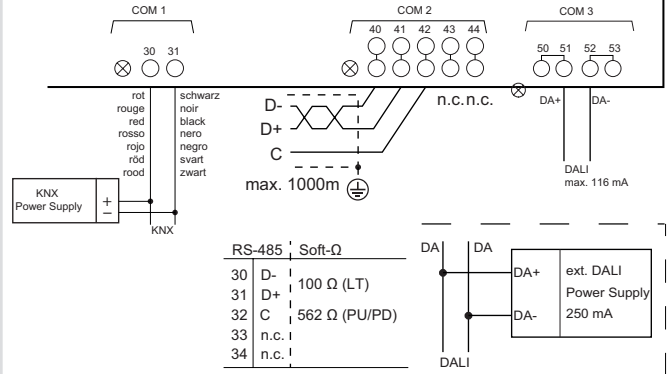 COM 1
COM 2
COM 3
30 31
40 41 42 43 44
50 51 52 53
rot schwarz
rouge noir
red black
rosso nero
rojo negro
röd svart
rood zwart
D-
D+
C
n.c. n.c.
DA+ DA-
max. 1000m
DALI
max. 116 mA
KNX
Power Supply
+
–
KNX
RS-485 Soft-Ω
30 D-
31 D+
32 C
33 n.c.
34 n.c.
100 Ω (LT)
562 Ω (PU/PD)
DA DA
DA+
DA-
ext. DALI
Power Supply
250 mA
DALI